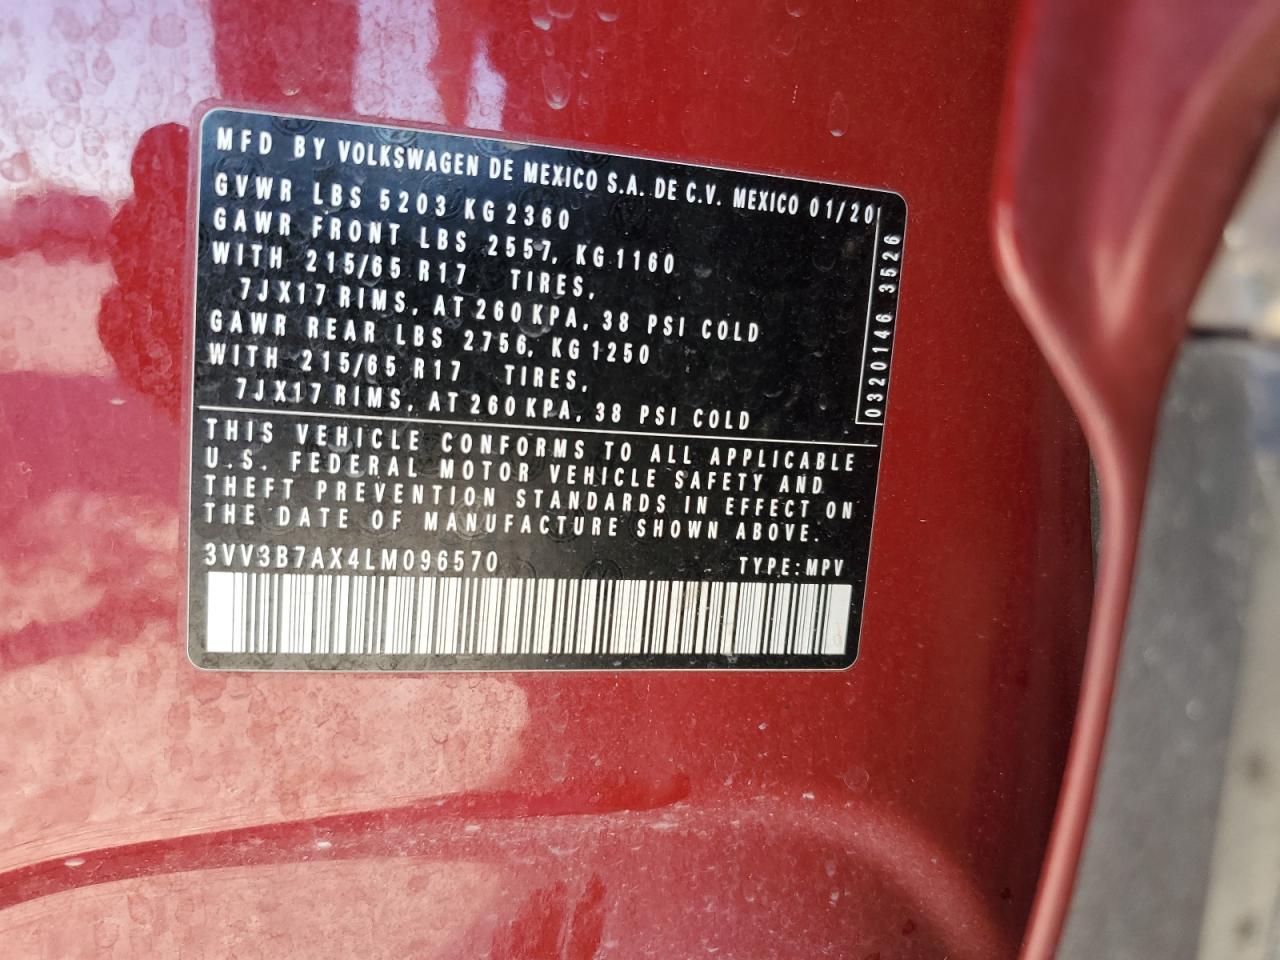 MFD BY VOLKSWAGEN DE MEXICO S.A. DE C.V. MEXICO 01/20
GVWR LBS 5203 KG 2360
GAWR FRONT LBS 2557, KG 1160
WITH 215/65 R17 TIRES,
7JX17 RIMS, AT 260 KPA, 38 PSI COLD
GAWR REAR LBS 2756, KG 1250
WITH 215/65 R17 TIRES,
7JX17 RIMS, AT 260 KPA, 38 PSI COLD
0320146 3526
THIS VEHICLE CONFORMS TO ALL APPLICABLE
U.S. FEDERAL MOTOR VEHICLE SAFETY AND
THEFT PREVENTION STANDARDS IN EFFECT ON
THE DATE OF MANUFACTURE SHOWN ABOVE.
3VV3B7AX4LM096570 TYPE: MPV